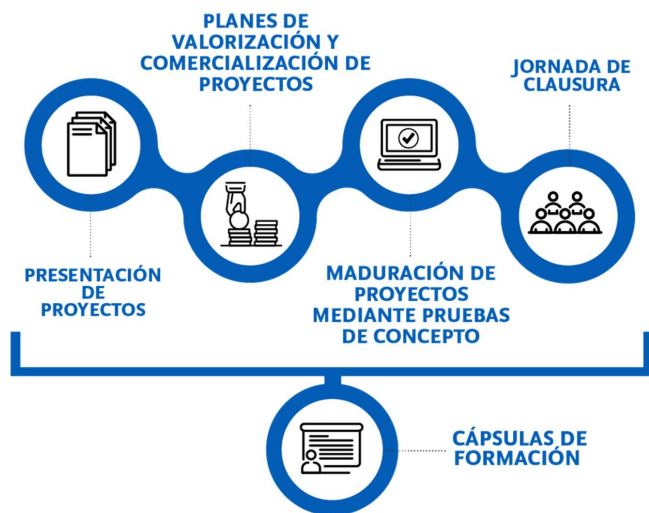 PLANES DE
VALORIZACIÓN Y
COMERCIALIZACIÓN DE
PROYECTOS
JORNADA DE
CLAUSURA
PRESENTACIÓN
DE
PROYECTOS
MADURACIÓN DE
PROYECTOS
MEDIANTE PRUEBAS
DE CONCEPTO
CÁPSULAS DE
FORMACIÓN